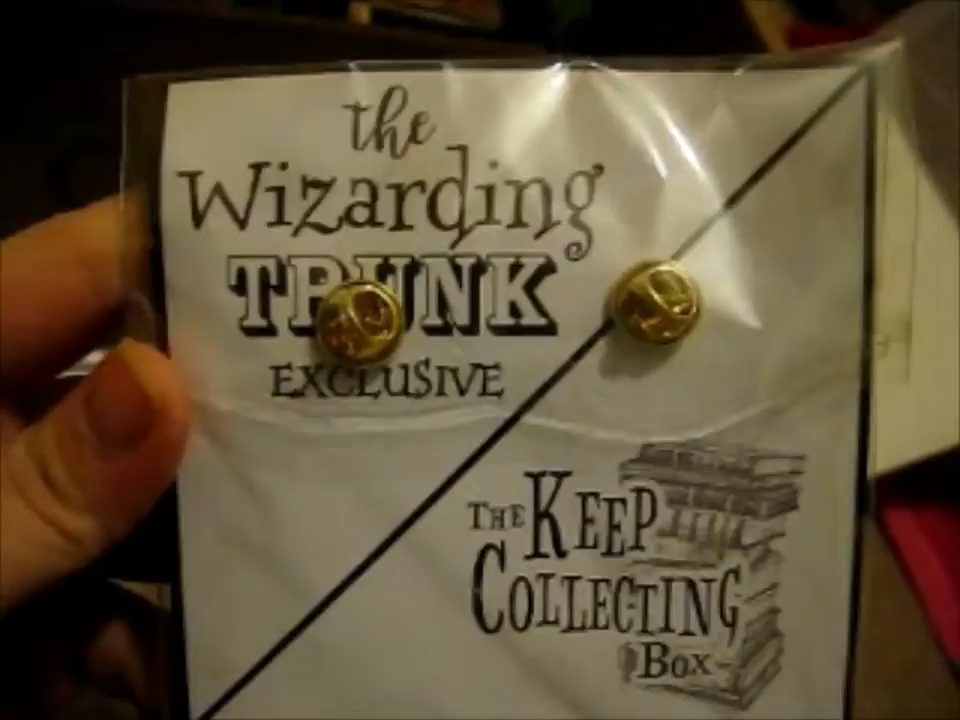 the
Wizarding
TRUNK
EXCLUSIVE
THE KEEP
COLLECTING
BOX